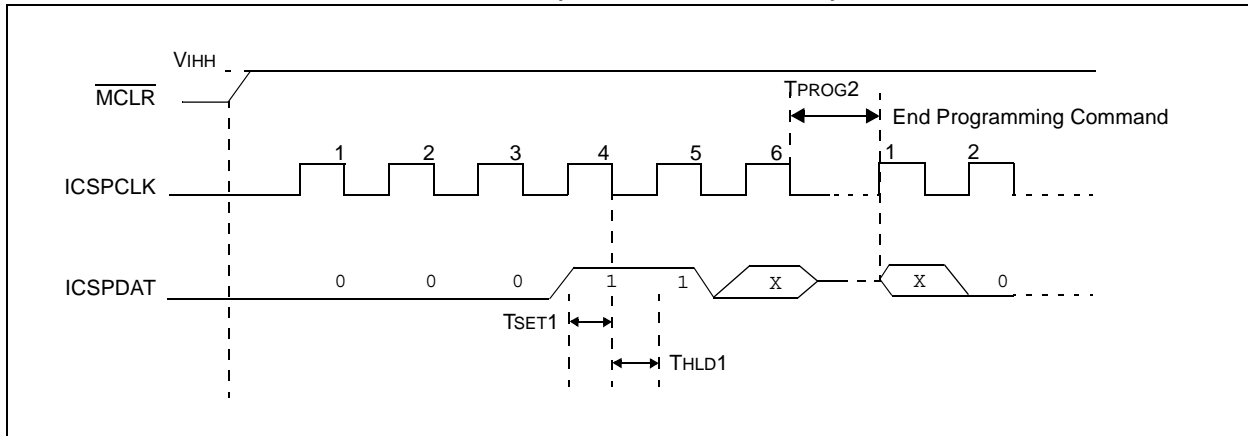 VIHH
MCLR
TPROG2
End Programming Command
1 2 3 4 5 6 1 2
ICSPCLK
ICSPDAT
0 0 0 1 1 X X 0
TSET1
THLD1